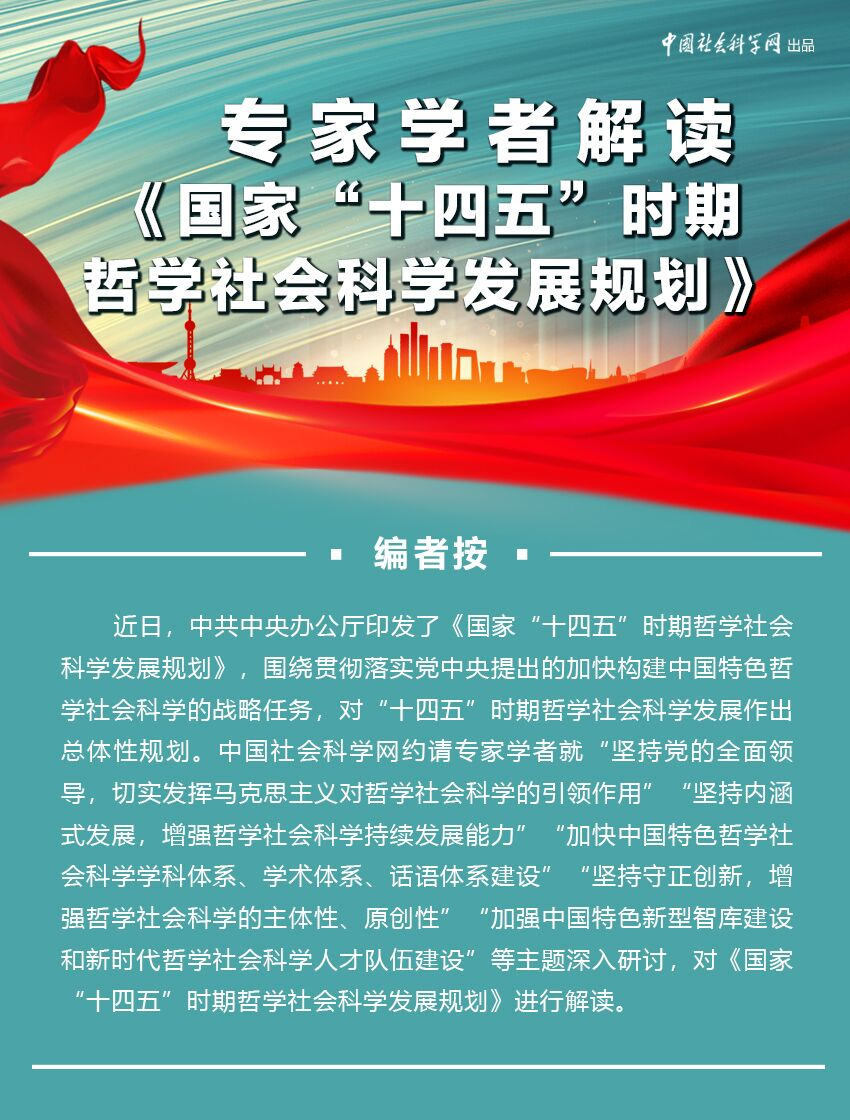 中国社会科学网 出品
专家学者解读
《国家“十四五”时期
哲学社会科学发展规划》
编者按
近日，中共中央办公厅印发了《国家“十四五”时期哲学社会
科学发展规划》，围绕贯彻落实党中央提出的加快构建中国特色哲
学社会科学的战略任务，对“十四五”时期哲学社会科学发展作出
总体性规划。中国社会科学网约请专家学者就“坚持党的全面领
导，切实发挥马克思主义对哲学社会科学的引领作用”“坚持内涵
式发展，增强哲学社会科学持续发展能力”“加快中国特色哲学社
会科学学科体系、学术体系、话语体系建设”“坚持守正创新，增
强哲学社会科学的主体性、原创性”“加强中国特色新型智库建设
和新时代哲学社会科学人才队伍建设”等主题深入研讨，对《国家
“十四五”时期哲学社会科学发展规划》进行解读。